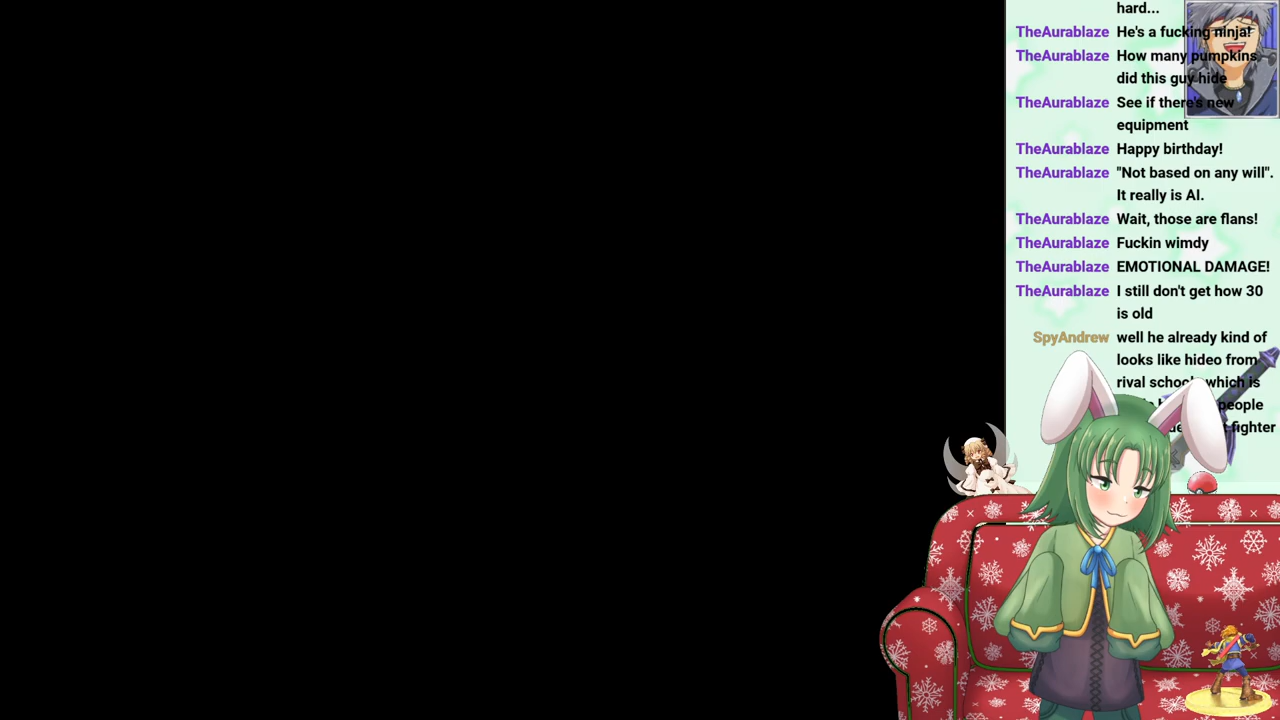 hard...
TheAurablaze He's a fucking ninja!
TheAurablaze How many pumpkins
did this guy hide
TheAurablaze See if there's new
equipment
TheAurablaze Happy birthday!
TheAurablaze "Not based on any will".
It really is AI.
TheAurablaze Wait, those are flans!
TheAurablaze Fuckin wimdy
TheAurablaze EMOTIONAL DAMAGE!
TheAurablaze I still don't get how 30
is old
SpyAndrew well he already kind of
looks like hideo from
rival school which is
people
fighter